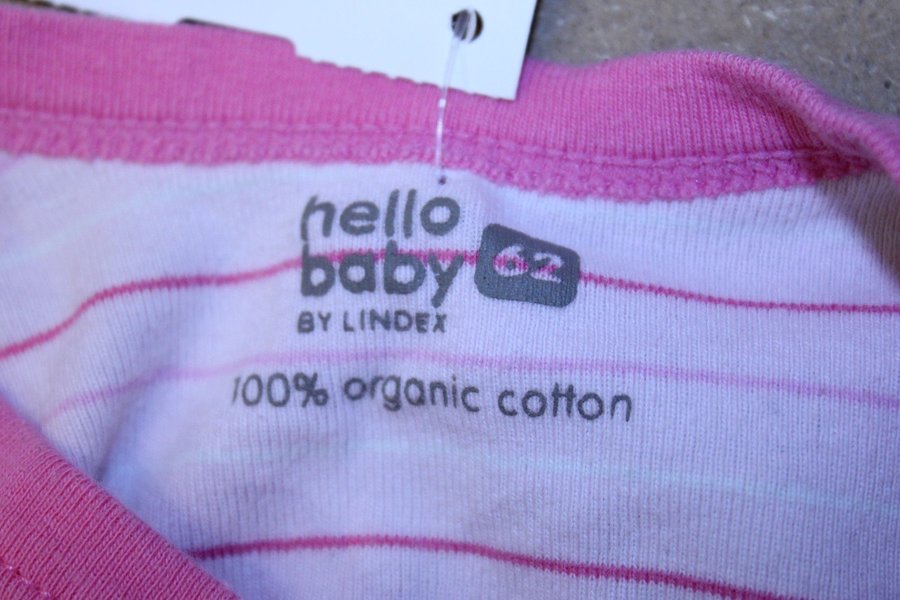 hello
baby 62
BY LINDEX
100% organic cotton